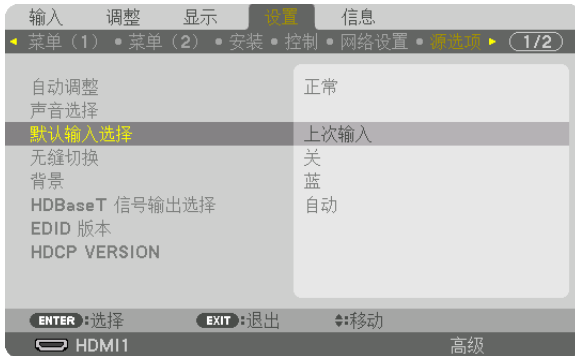 输入 调整 显示 设置 信息
◀ 菜单（1） ● 菜单（2） ● 安装 ● 控制 ● 网络设置 ● 源选项 ▶ 1/2
自动调整 正常
声音选择
默认输入选择 上次输入
无缝切换 关
背景 蓝
HDBaseT 信号输出选择 自动
EDID 版本
HDCP VERSION
ENTER :选择 EXIT :退出 :移动
HDMI1 高级